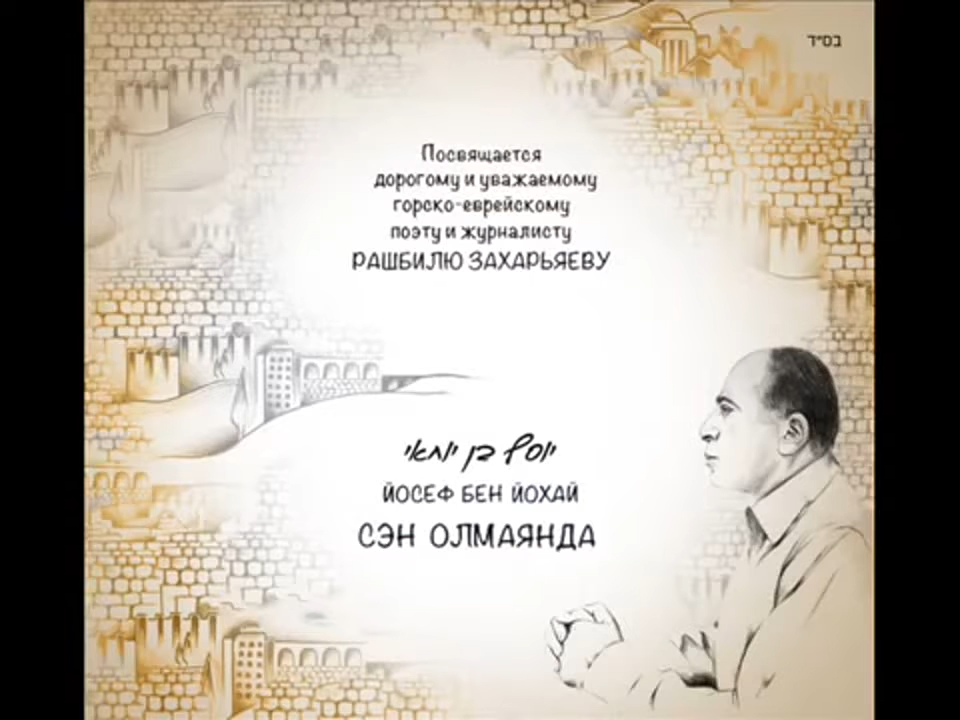 בס״ד
Посвящается
дорогому и уважаемому
горско-еврейскому
поэту и журналисту
РАШБИЛЮ ЗАХАРЬЯЕВУ
יוסף בן יוחאי
ЙОСЕФ БЕН ЙОХАЙ
СЭН ОЛМАЯНДА